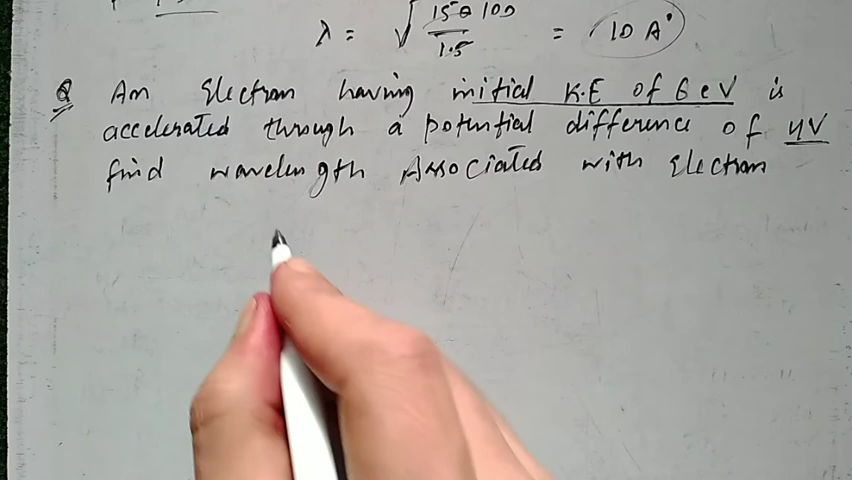 λ = √ 150 100 / 1.5 = 10 A°
Q An Electron having initial K.E of 6 eV is
accelerated through a potential difference of 4V
find wavelength Associated with Electron